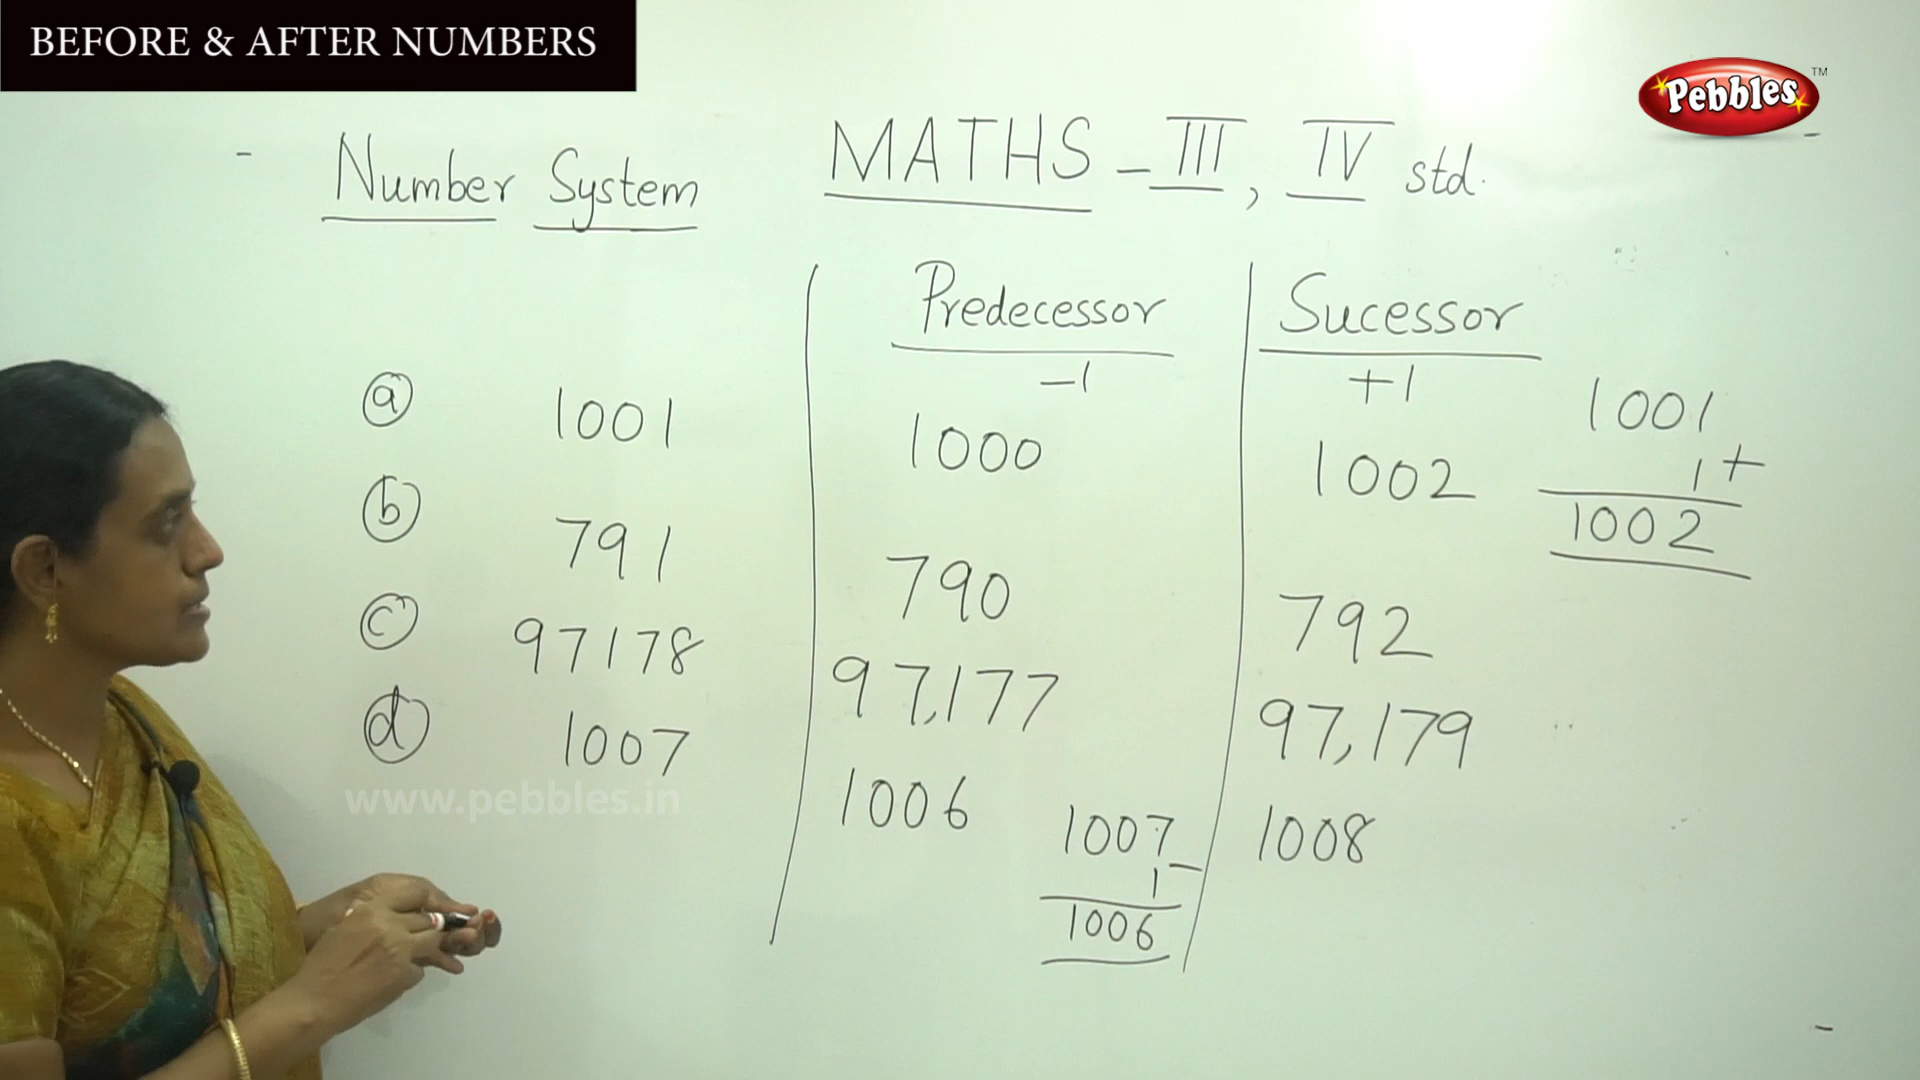 BEFORE & AFTER NUMBERS
Pebbles TM
Number System MATHS - III, IV std.
Predecessor Sucessor
-1 +1
a 1001 1000 1002
1001
1 +
1002
b 791 790 792
c 97178 97,177 97,179
d 1007 1006 1008
1007
- 1
1006
www.pebbles.in